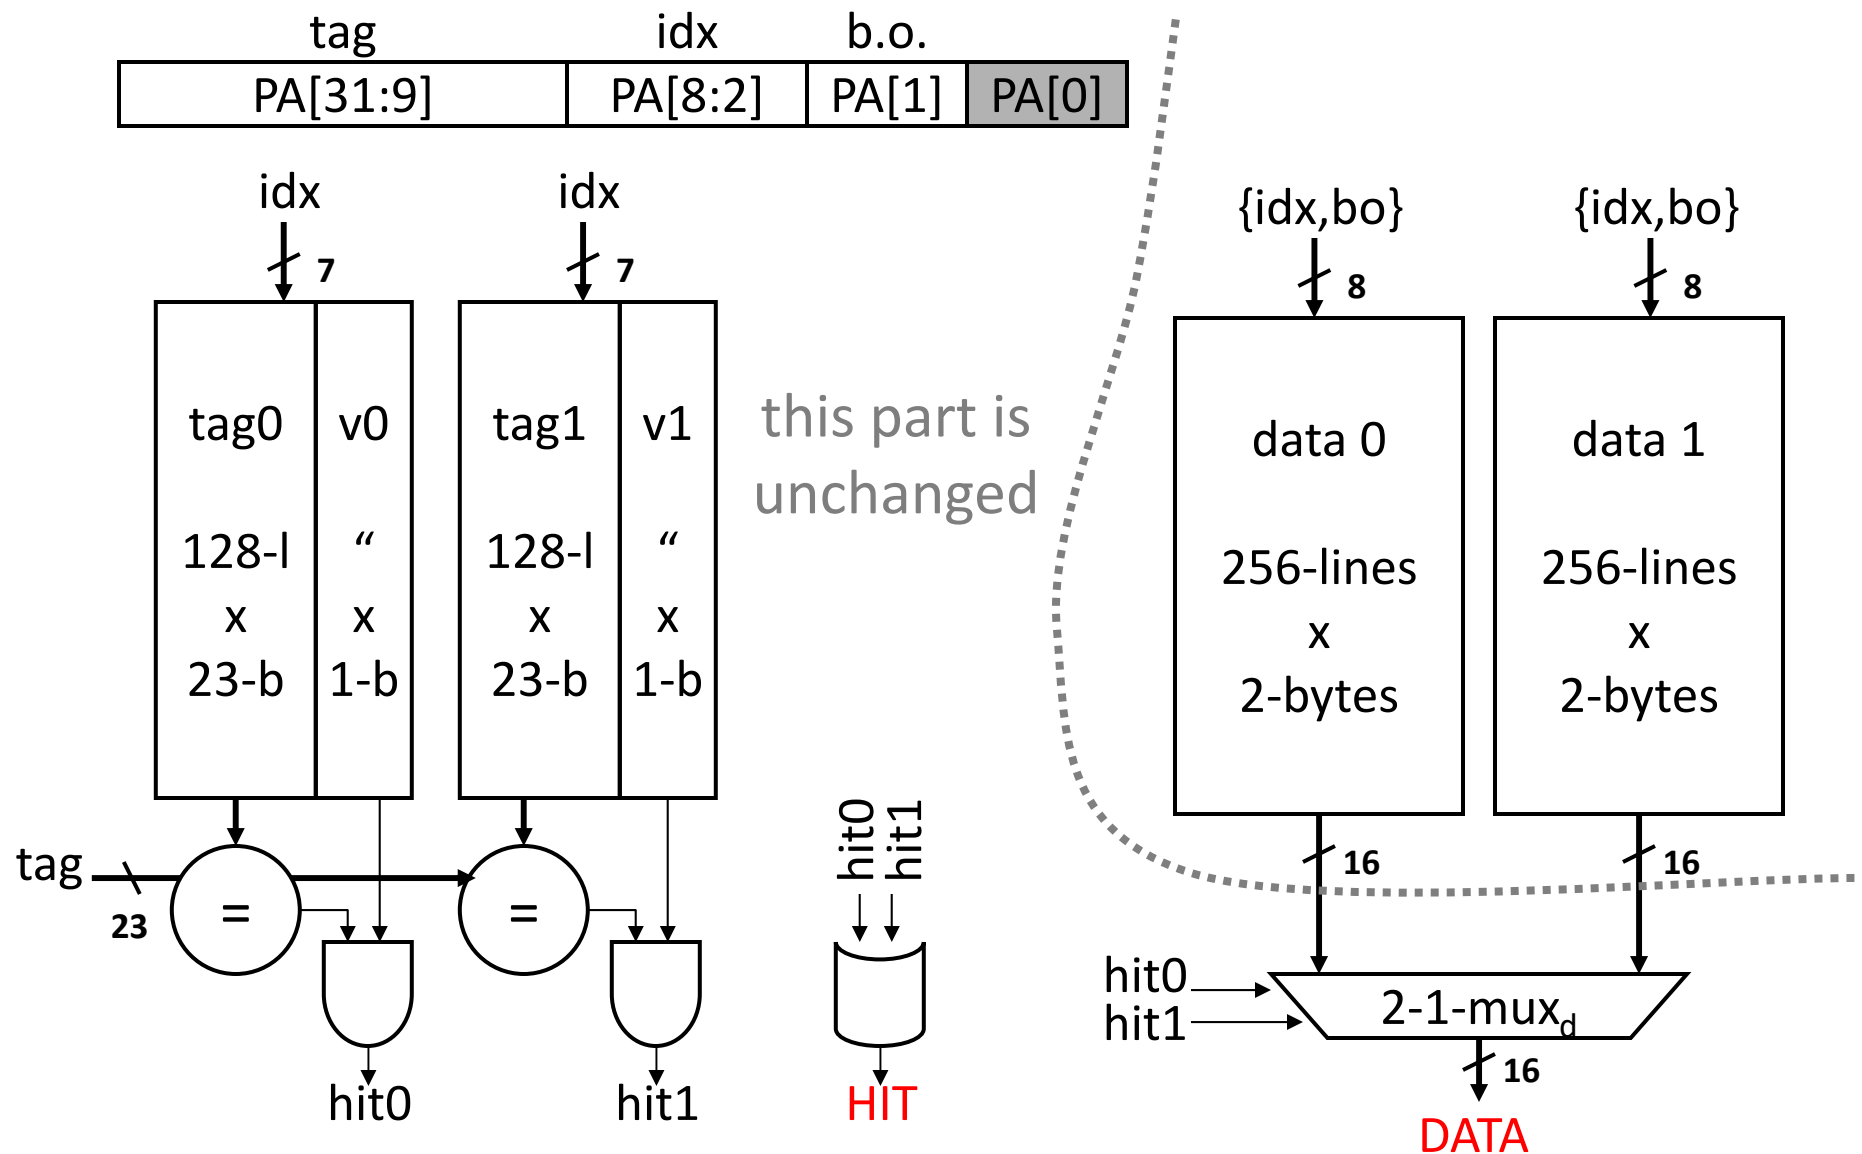 tag idx b.o.
PA[31:9] PA[8:2] PA[1] PA[0]
idx idx
7 7
tag0 v0 tag1 v1
128-l “ 128-l “
x x x x
23-b 1-b 23-b 1-b
this part is
unchanged
tag
23
= =
hit0 hit1
hit0
hit1
HIT
{idx,bo} {idx,bo}
8 8
data 0 data 1
256-lines 256-lines
x x
2-bytes 2-bytes
16 16
hit0
hit1
2-1-muxd
16
DATA